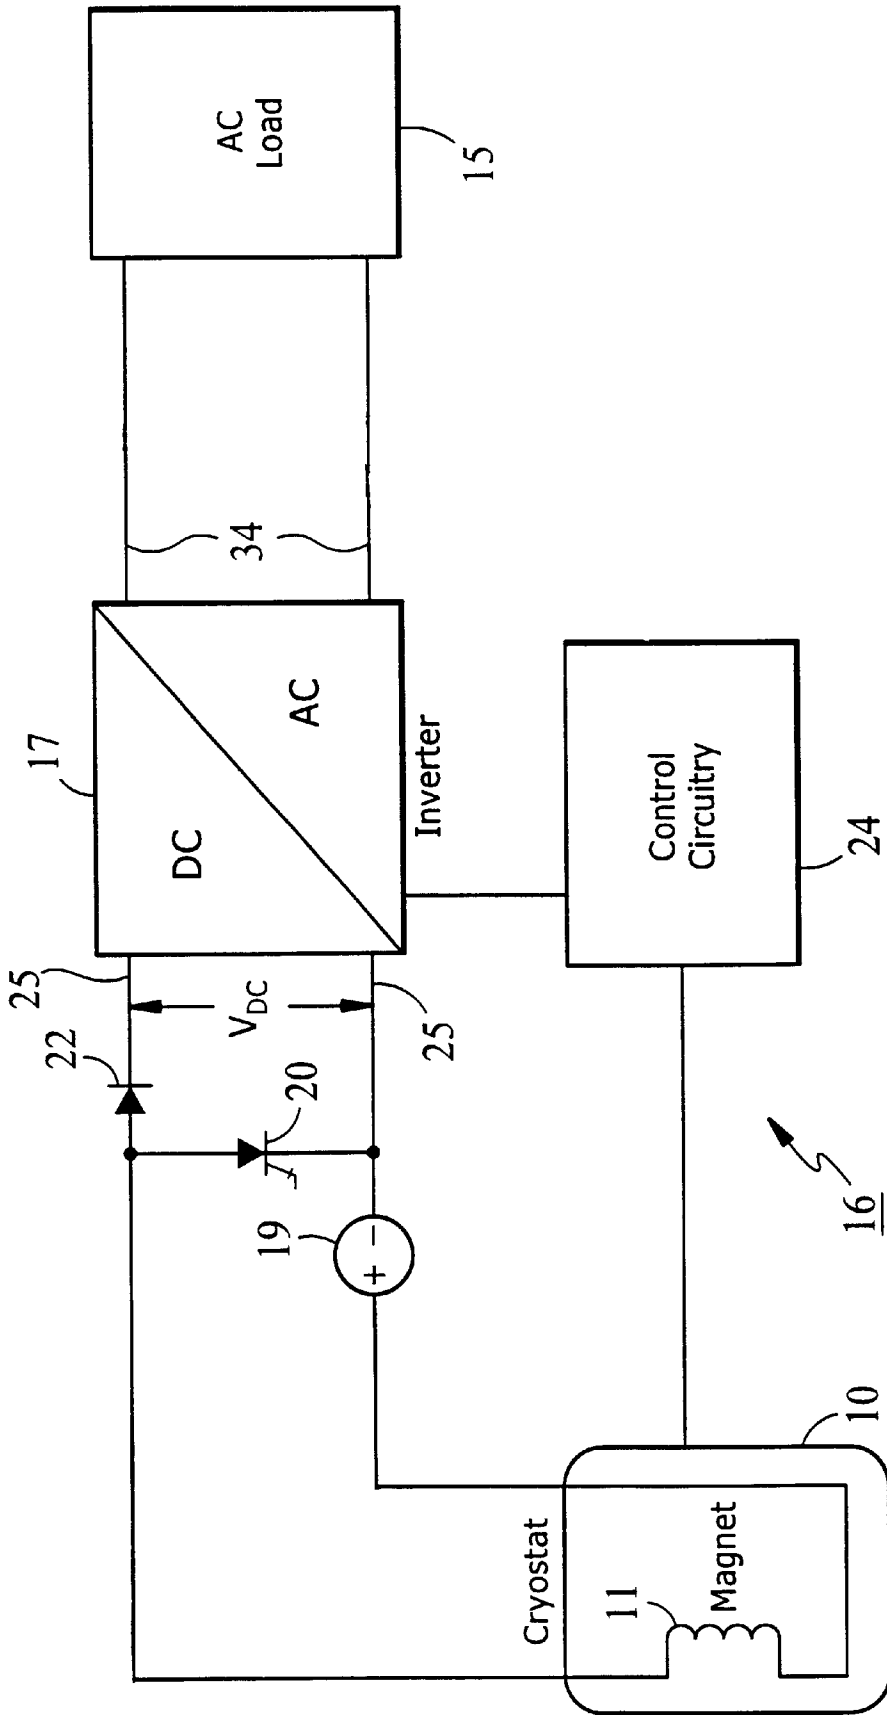 17
DC
AC
Inverter
25
V_DC
25
22
20
19
34
AC
Load
15
Cryostat
11
Magnet
10
Control
Circuitry
24
16
+ -